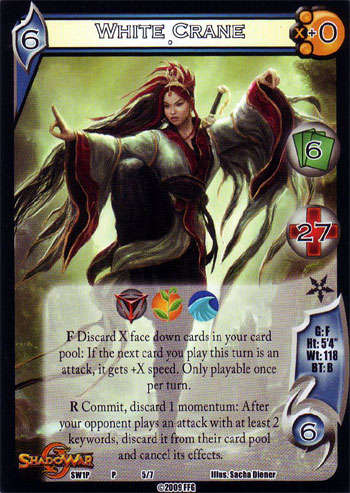 6
WHITE CRANE
X+0
6
27
F Discard X face down cards in your card
pool: If the next card you play this turn is an
attack, it gets +X speed. Only playable once
per turn.
R Commit, discard 1 momentum: After
your opponent plays an attack with at least 2
keywords, discard it from their card pool
and cancel its effects.
G: F
Ht: 5'4"
Wt: 118
BT: B
6
SHADOWAR
SW1P P 5/7 Illus. Sacha Diener
©2009 FFG